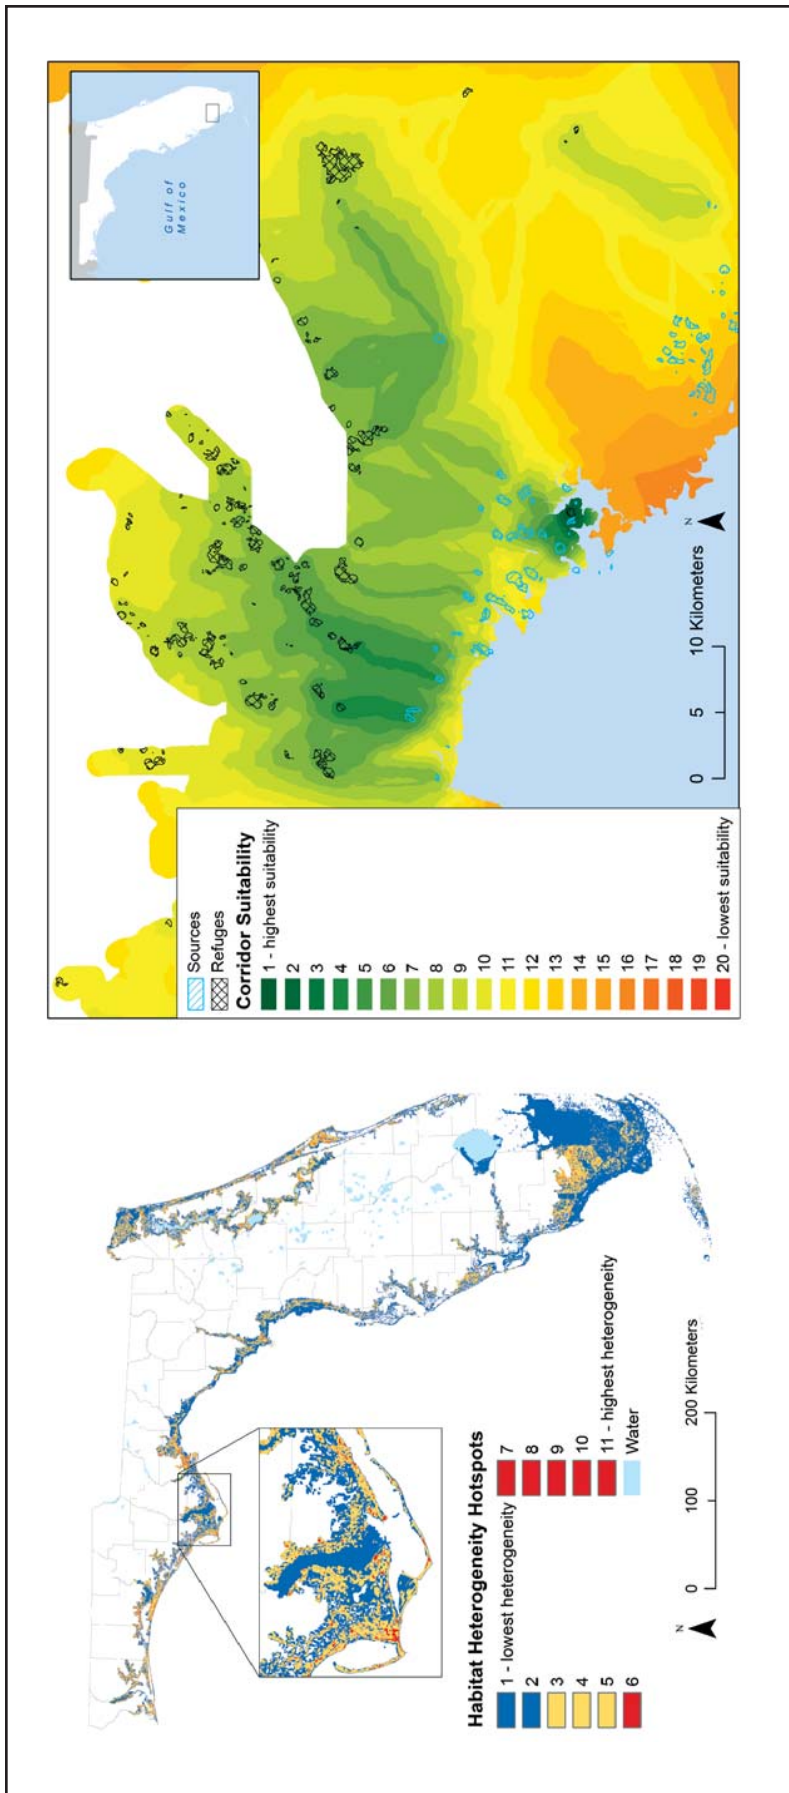 Habitat Heterogeneity Hotspots
1 - lowest heterogeneity
2
3
4
5
6
7
8
9
10
11 - highest heterogeneity
Water
N
0 100 200 Kilometers
Sources
Refuges
Corridor Suitability
1 - highest suitability
2
3
4
5
6
7
8
9
10
11
12
13
14
15
16
17
18
19
20 - lowest suitability
0 5 10 Kilometers
N
Gulf of
Mexico